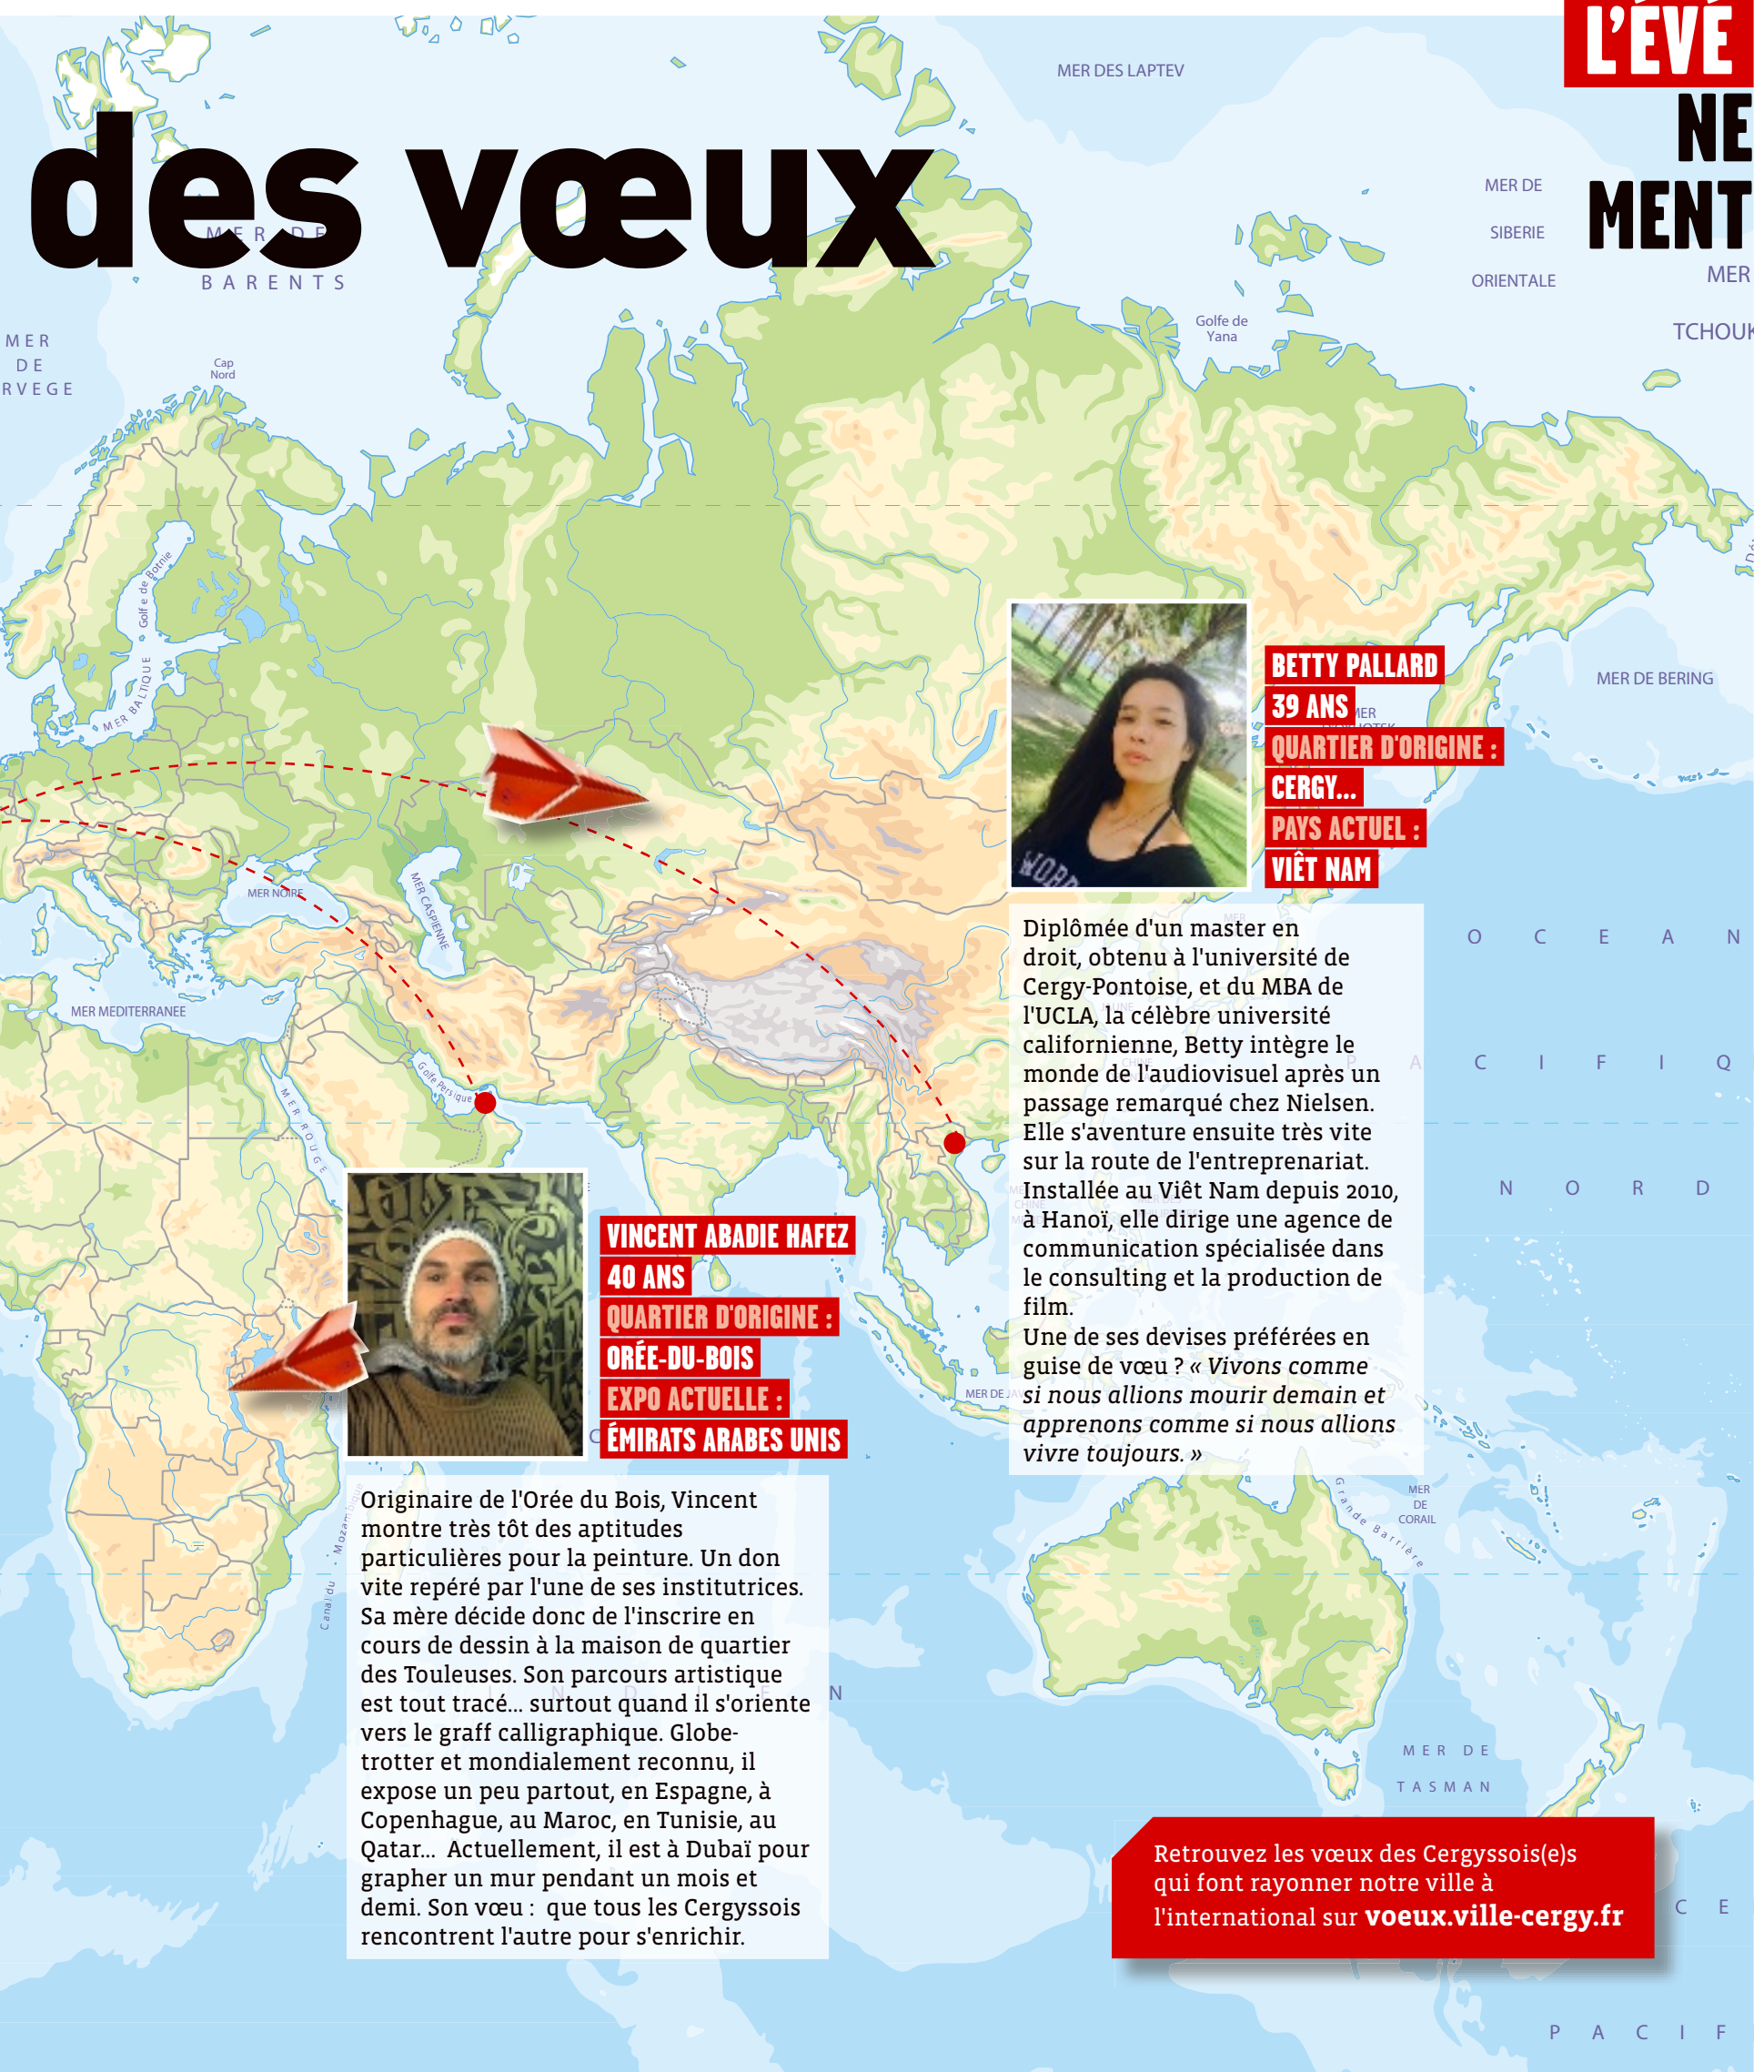 L'ÉVÉ
NE
MENT
des vœux
MER DES LAPTEV
MER DE
SIBERIE
ORIENTALE
MER
TCHOUK
MER DE
BARENTS
MER
DE
RVEGE
Cap
Nord
Golfe de
Yana
Golfe de Botnie
MER BALTIQUE
MER DE BERING
MER NOIRE
MER CASPIENNE
MER MEDITERRANEE
Golfe Persique
MER ROUGE
BETTY PALLARD
39 ANS
QUARTIER D'ORIGINE :
CERGY...
PAYS ACTUEL :
VIÊT NAM
Diplômée d'un master en
droit, obtenu à l'université de
Cergy-Pontoise, et du MBA de
l'UCLA, la célèbre université
californienne, Betty intègre le
monde de l'audiovisuel après un
passage remarqué chez Nielsen.
Elle s'aventure ensuite très vite
sur la route de l'entreprenariat.
Installée au Viêt Nam depuis 2010,
à Hanoï, elle dirige une agence de
communication spécialisée dans
le consulting et la production de
film.
Une de ses devises préférées en
guise de vœu ? « Vivons comme
si nous allions mourir demain et
apprenons comme si nous allions
vivre toujours. »
OCEAN
PACIFIQ
NORD
VINCENT ABADIE HAFEZ
40 ANS
QUARTIER D'ORIGINE :
ORÉE-DU-BOIS
EXPO ACTUELLE :
ÉMIRATS ARABES UNIS
Originaire de l'Orée du Bois, Vincent
montre très tôt des aptitudes
particulières pour la peinture. Un don
vite repéré par l'une de ses institutrices.
Sa mère décide donc de l'inscrire en
cours de dessin à la maison de quartier
des Touleuses. Son parcours artistique
est tout tracé... surtout quand il s'oriente
vers le graff calligraphique. Globe-
trotter et mondialement reconnu, il
expose un peu partout, en Espagne, à
Copenhague, au Maroc, en Tunisie, au
Qatar... Actuellement, il est à Dubaï pour
grapher un mur pendant un mois et
demi. Son vœu : que tous les Cergyssois
rencontrent l'autre pour s'enrichir.
MER DE
Canal du Mozambique
MER
DE
CORAIL
Grande Barrière
MER DE
TASMAN
Retrouvez les vœux des Cergyssois(e)s
qui font rayonner notre ville à
l'international sur voeux.ville-cergy.fr
CE
PACIF